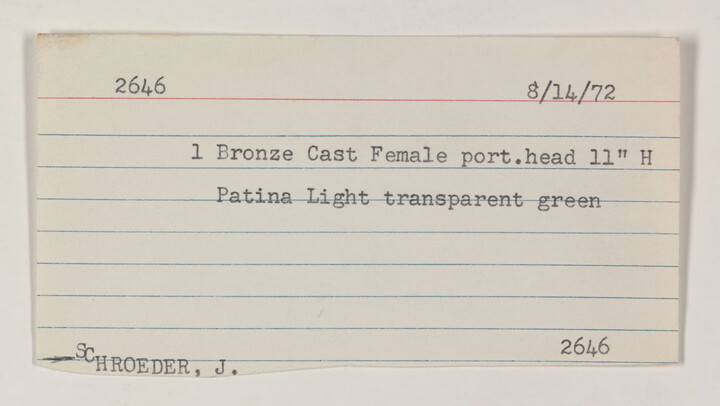 2646 8/14/72
1 Bronze Cast Female port.head 11" H
Patina Light transparent green
2646
SCHROEDER, J.